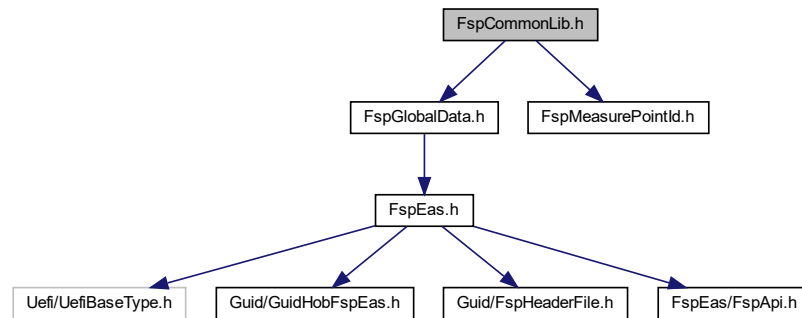 FspCommonLib.h
FspGlobalData.h
FspMeasurePointId.h
FspEas.h
Uefi/UefiBaseType.h
Guid/GuidHobFspEas.h
Guid/FspHeaderFile.h
FspEas/FspApi.h